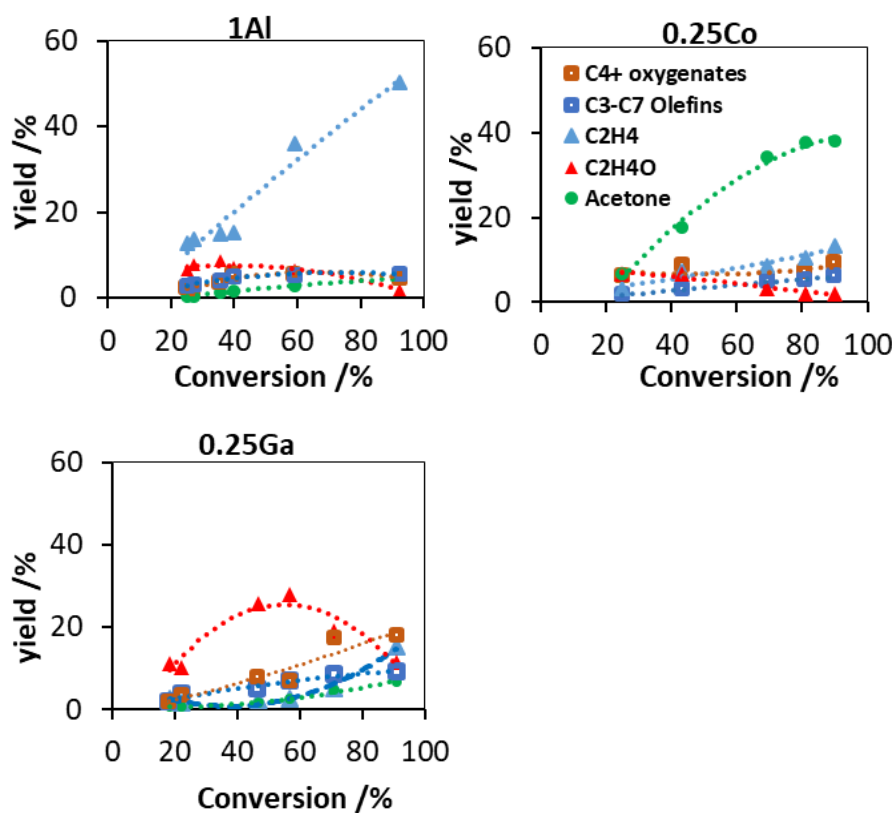 1Al
60
40
20
0
Yield /%
0 20 40 60 80 100
Conversion /%
0.25Co
60
40
20
0
yield /%
C4+ oxygenates
C3-C7 Olefins
C2H4
C2H4O
Acetone
0 20 40 60 80 100
Conversion /%
0.25Ga
60
40
20
0
yield /%
0 20 40 60 80 100
Conversion /%